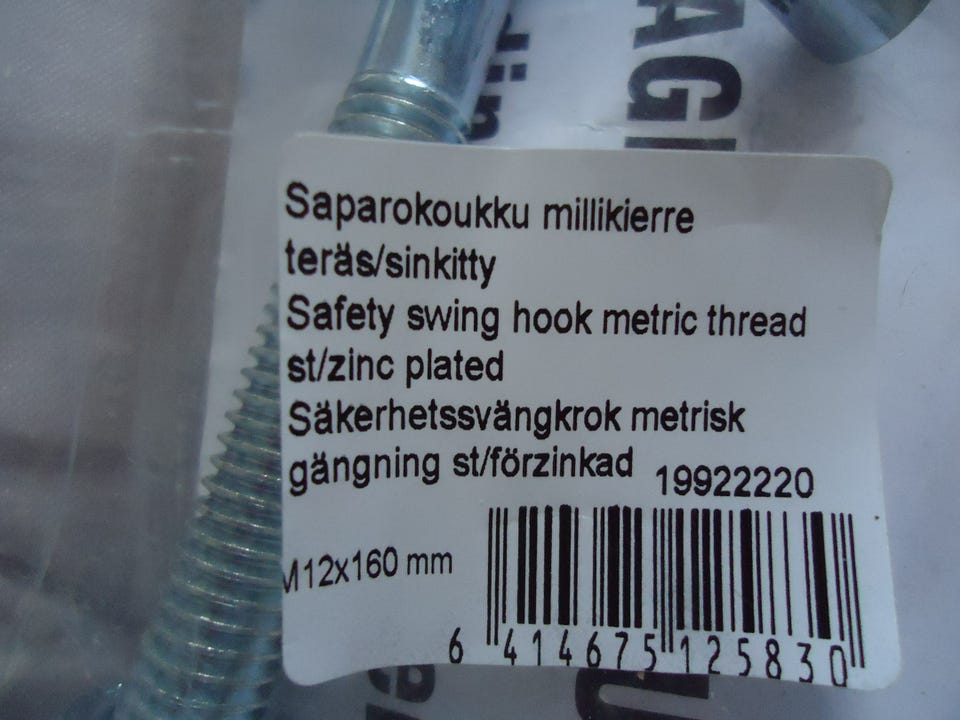 Saparokoukku millikierre
teräs/sinkitty
Safety swing hook metric thread
st/zinc plated
Säkerhetssvängkrok metrisk
gängning st/förzinkad 19922220
M12x160 mm
6 414675 125830